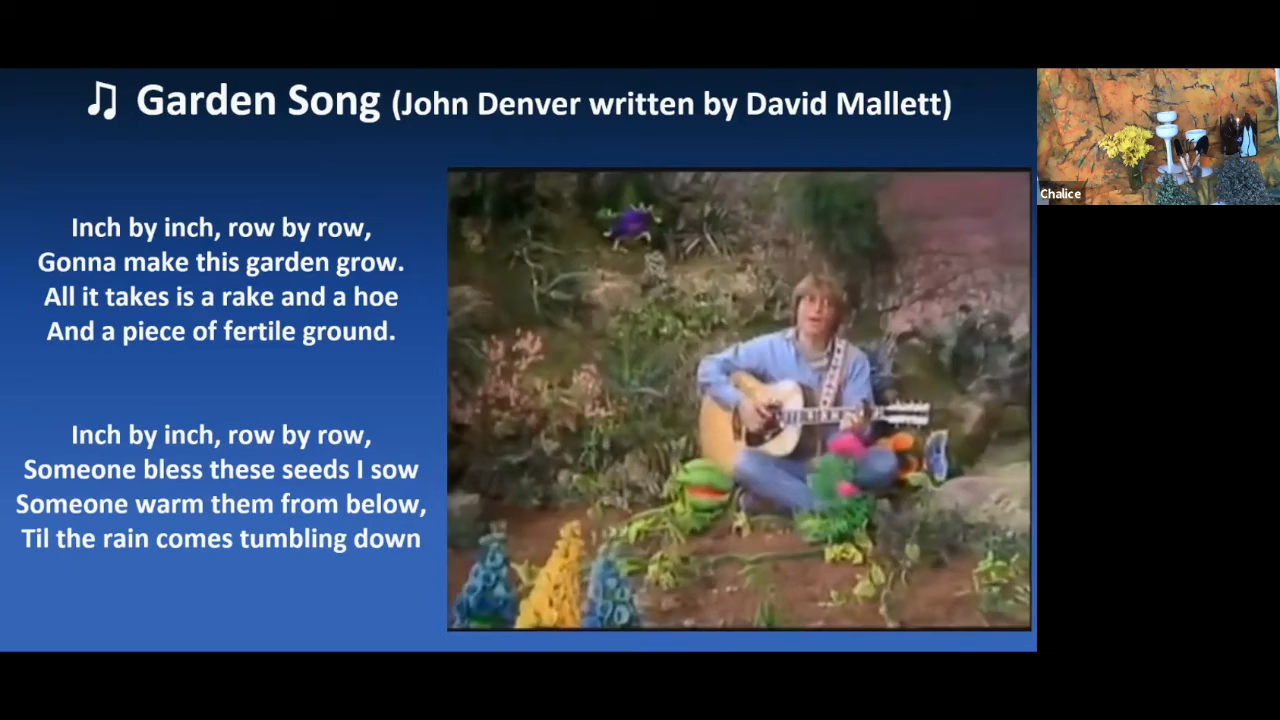 ♫ Garden Song (John Denver written by David Mallett)
Inch by inch, row by row,
Gonna make this garden grow.
All it takes is a rake and a hoe
And a piece of fertile ground.
Inch by inch, row by row,
Someone bless these seeds I sow
Someone warm them from below,
Til the rain comes tumbling down
Chalice